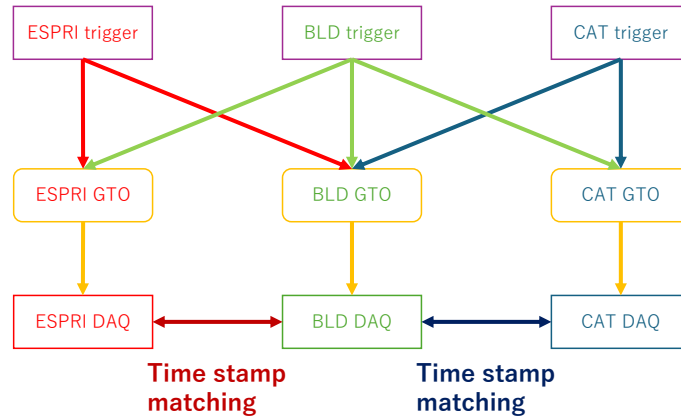 ESPRI trigger
BLD trigger
CAT trigger
ESPRI GTO
BLD GTO
CAT GTO
ESPRI DAQ
BLD DAQ
CAT DAQ
Time stamp
matching
Time stamp
matching